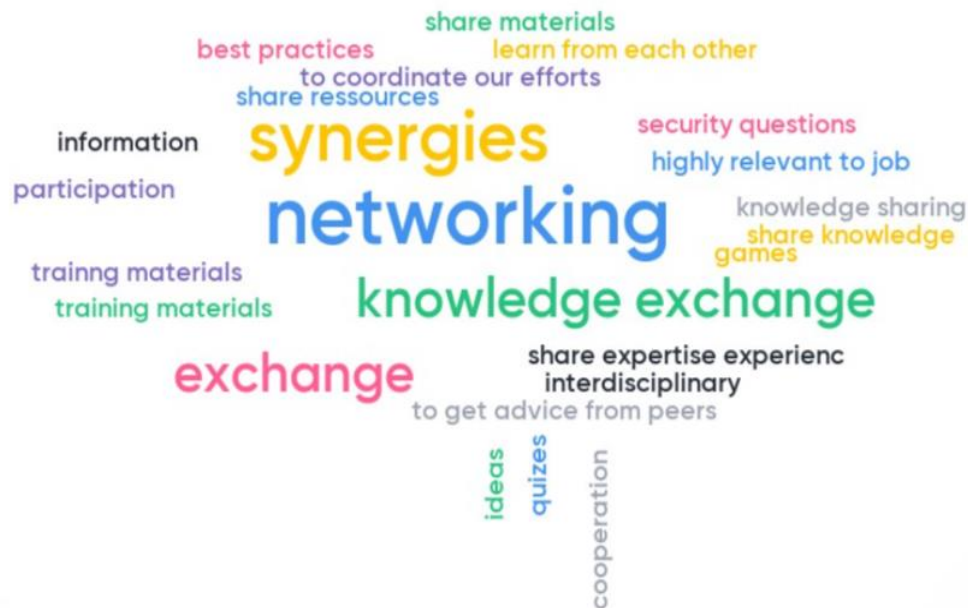 share materials
best practices
learn from each other
to coordinate our efforts
share ressources
synergies
security questions
information
highly relevant to job
participation
networking
knowledge sharing
share knowledge
games
trainng materials
training materials
knowledge exchange
share expertise experienc
exchange
interdisciplinary
to get advice from peers
ideas
quizes
cooperation